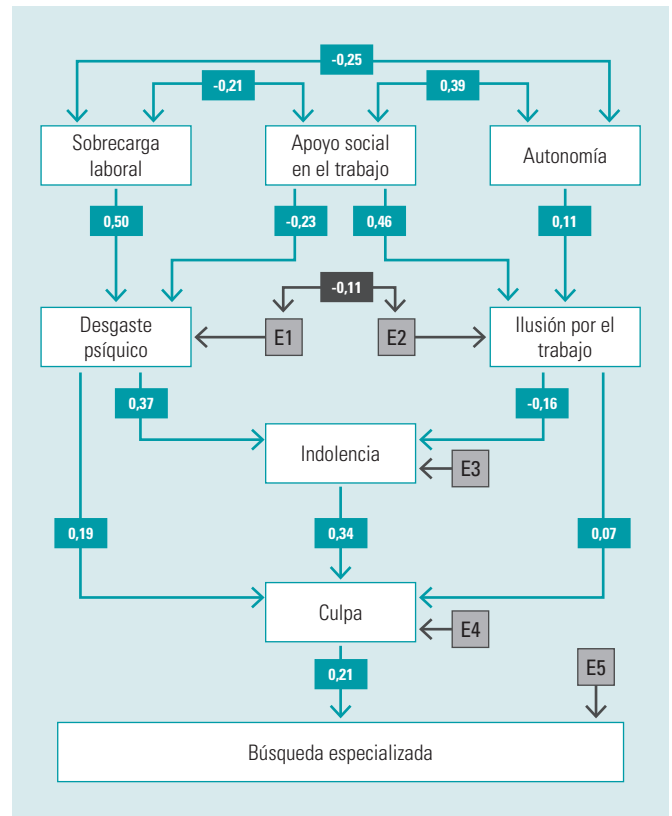 -0,25
-0,21
0,39
Sobrecarga
laboral
Apoyo social
en el trabajo
Autonomía
0,50
-0,23
0,46
0,11
-0,11
Desgaste
psíquico
E1
E2
Ilusión por el
trabajo
0,37
-0,16
Indolencia
E3
0,19
0,34
0,07
Culpa
E4
0,21
E5
Búsqueda especializada